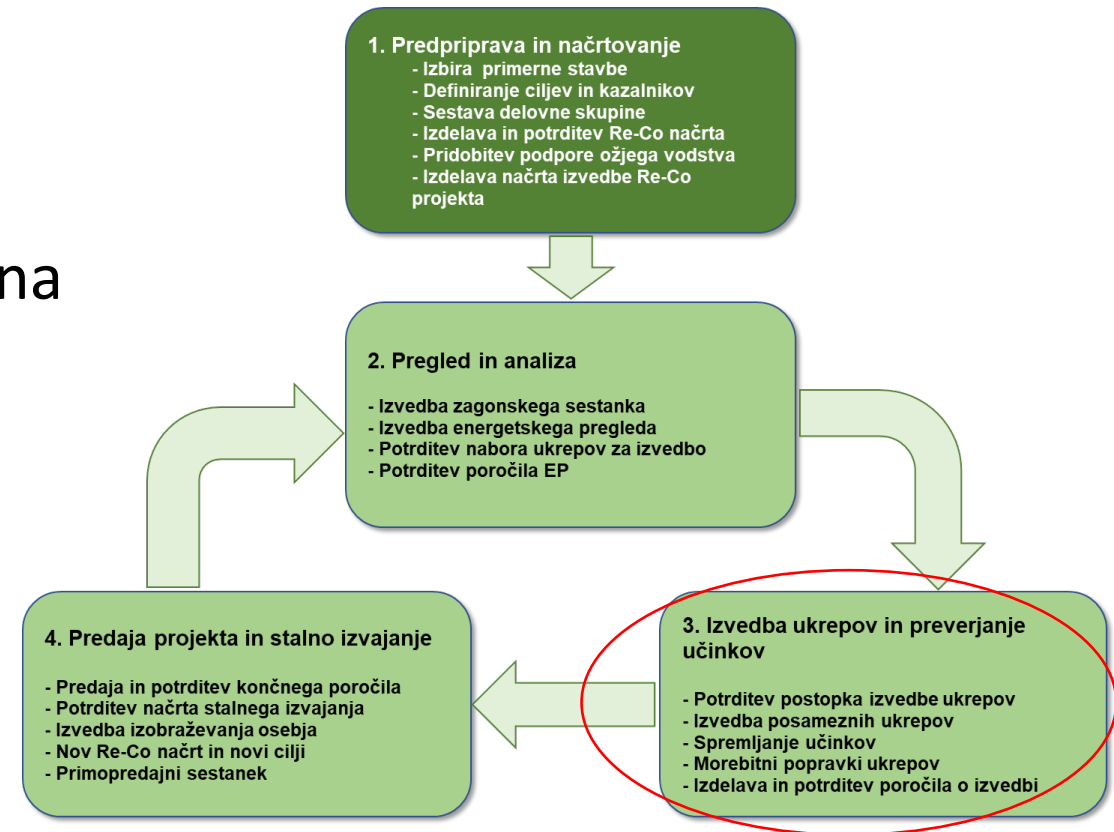 1. Predpriprava in načrtovanje
- Izbira primerne stavbe
- Definiranje ciljev in kazalnikov
- Sestava delovne skupine
- Izdelava in potrditev Re-Co načrta
- Pridobitev podpore ožjega vodstva
- Izdelava načrta izvedbe Re-Co
projekta
na
2. Pregled in analiza
- Izvedba zagonskega sestanka
- Izvedba energetskega pregleda
- Potrditev nabora ukrepov za izvedbo
- Potrditev poročila EP
3. Izvedba ukrepov in preverjanje
učinkov
- Potrditev postopka izvedbe ukrepov
- Izvedba posameznih ukrepov
- Spremljanje učinkov
- Morebitni popravki ukrepov
- Izdelava in potrditev poročila o izvedbi
4. Predaja projekta in stalno izvajanje
- Predaja in potrditev končnega poročila
- Potrditev načrta stalnega izvajanja
- Izvedba izobraževanja osebja
- Nov Re-Co načrt in novi cilji
- Primopredajni sestanek